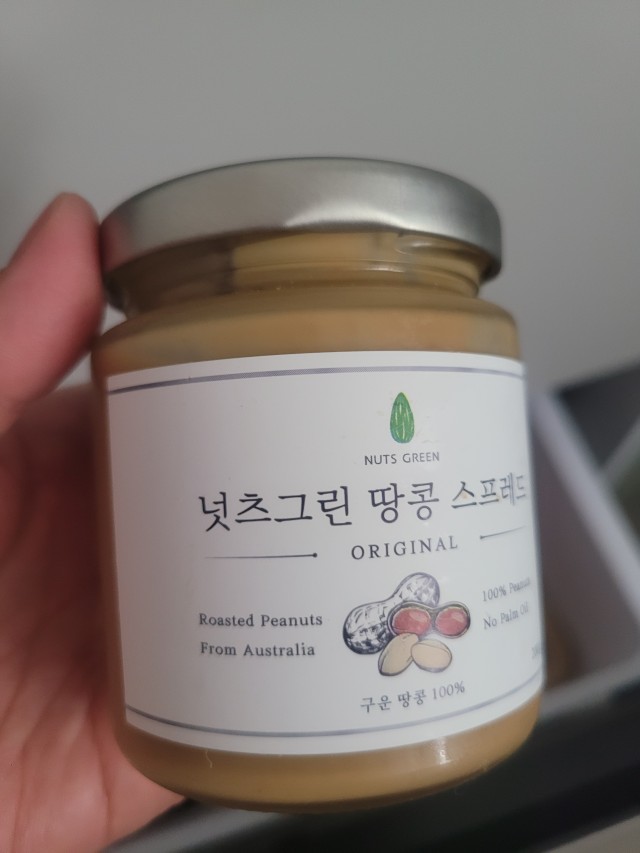 NUTS GREEN
넛츠그린 땅콩 스프레드
ORIGINAL
Roasted Peanuts
From Australia
100% Peanuts
No Palm Oil
구운 땅콩 100%